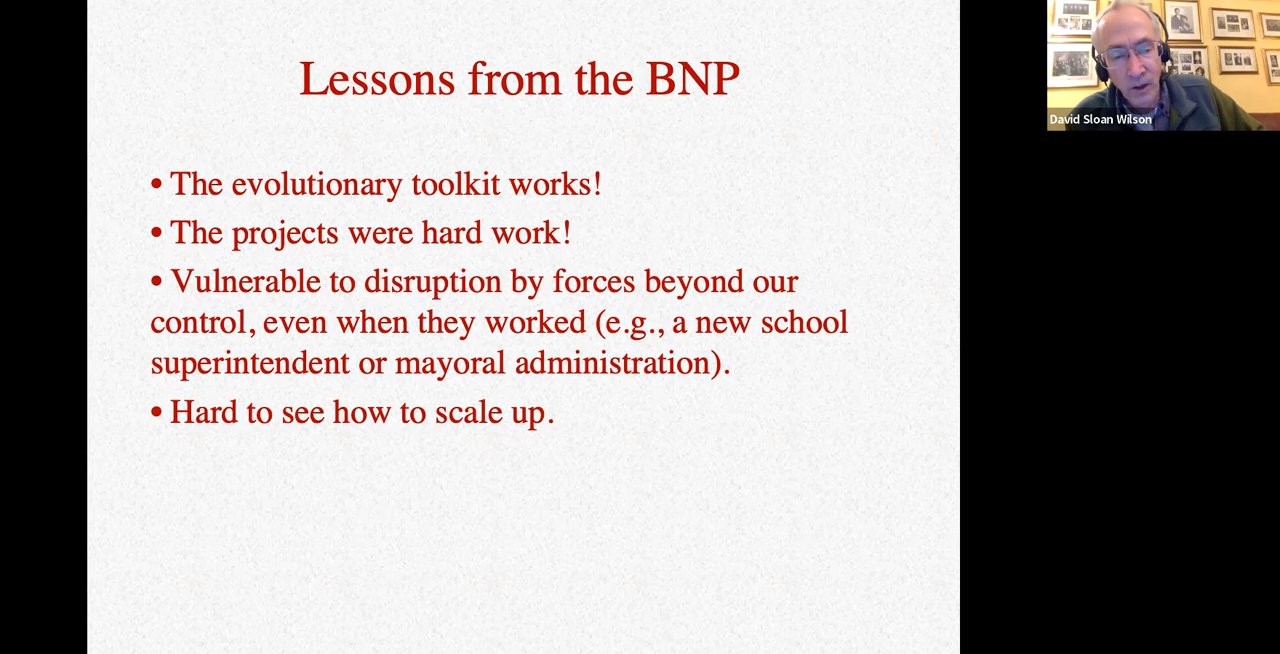 Lessons from the BNP
• The evolutionary toolkit works!
• The projects were hard work!
• Vulnerable to disruption by forces beyond our
control, even when they worked (e.g., a new school
superintendent or mayoral administration).
• Hard to see how to scale up.
David Sloan Wilson